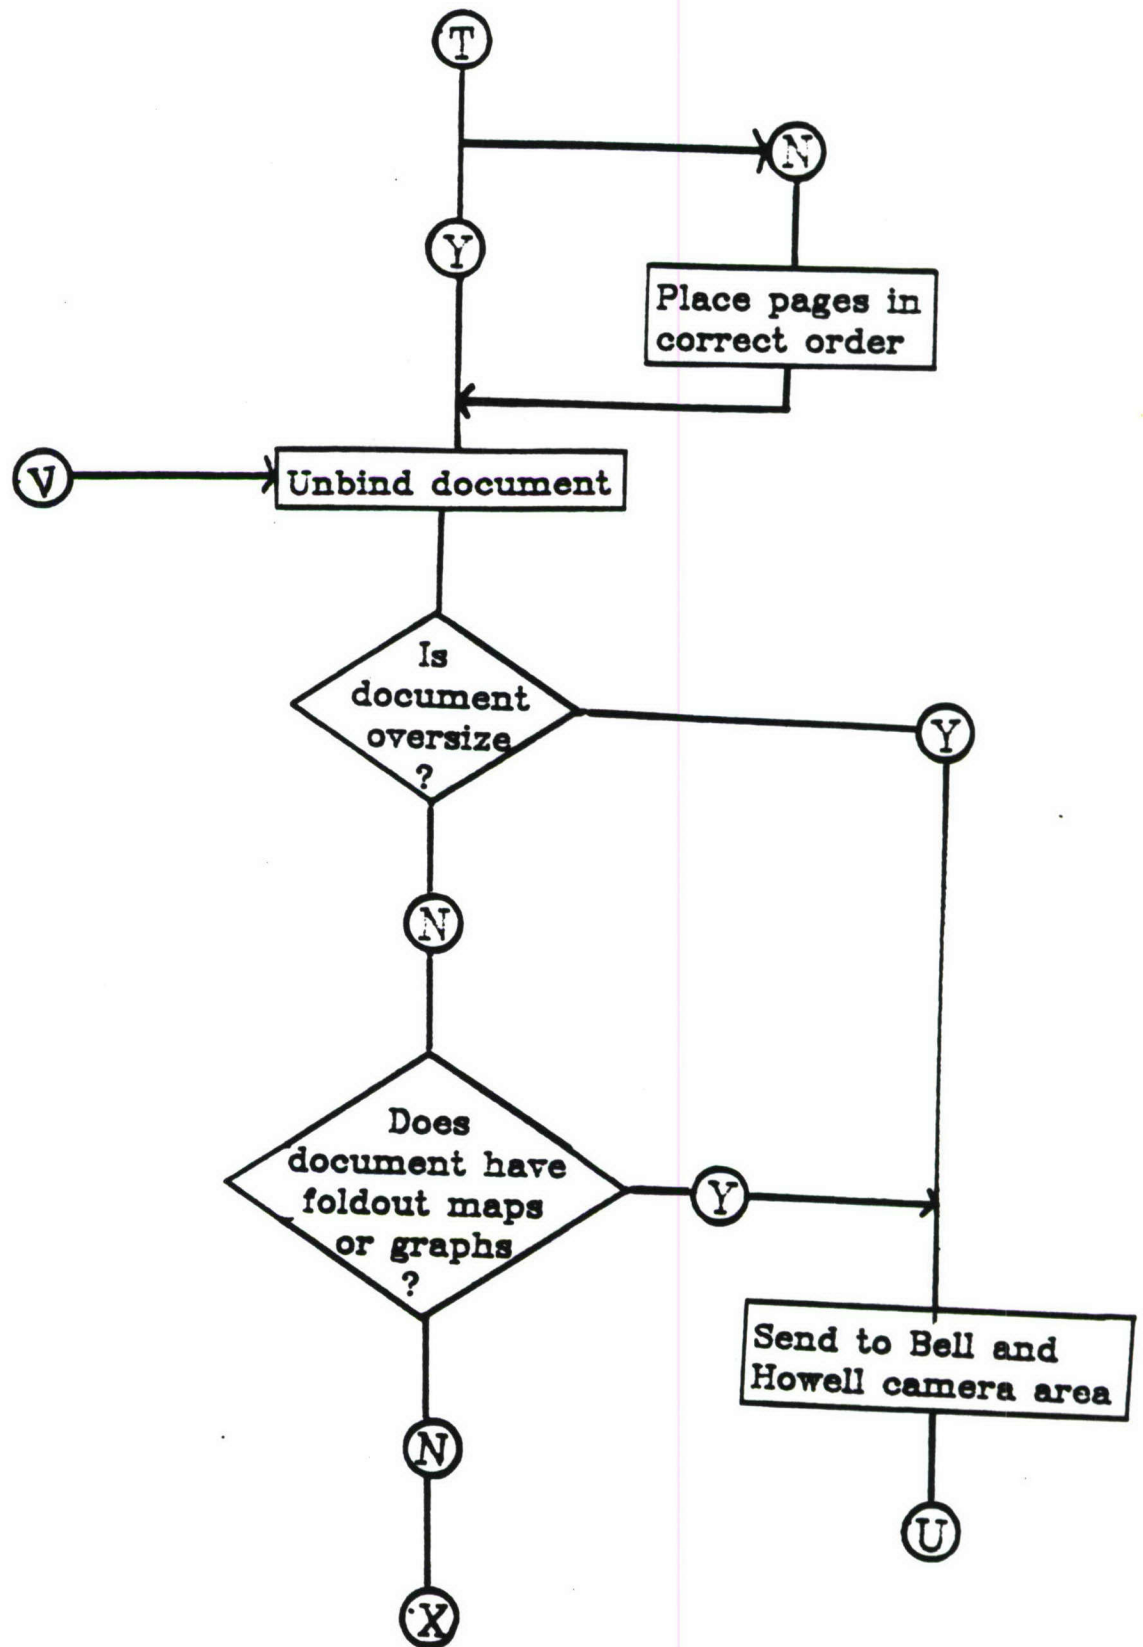 T
N
Y
Place pages in
correct order
V
Unbind document
Is
document
oversize
?
Y
N
Does
document have
foldout maps
or graphs
?
Y
Send to Bell and
Howell camera area
N
U
X